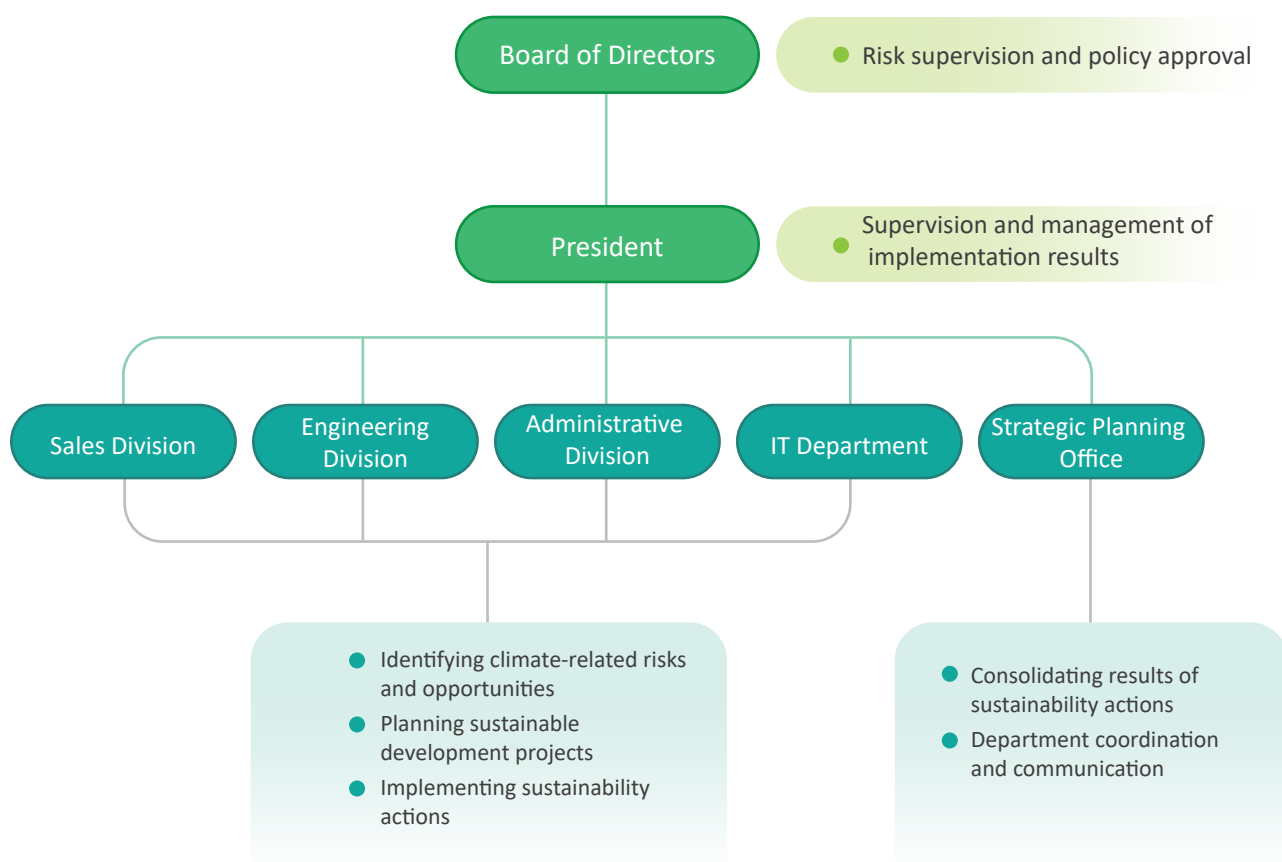 Board of Directors
Risk supervision and policy approval
President
Supervision and management of
implementation results
Sales Division
Engineering
Division
Administrative
Division
IT Department
Strategic Planning
Office
Identifying climate-related risks
and opportunities
Planning sustainable
development projects
Implementing sustainability
actions
Consolidating results of
sustainability actions
Department coordination
and communication